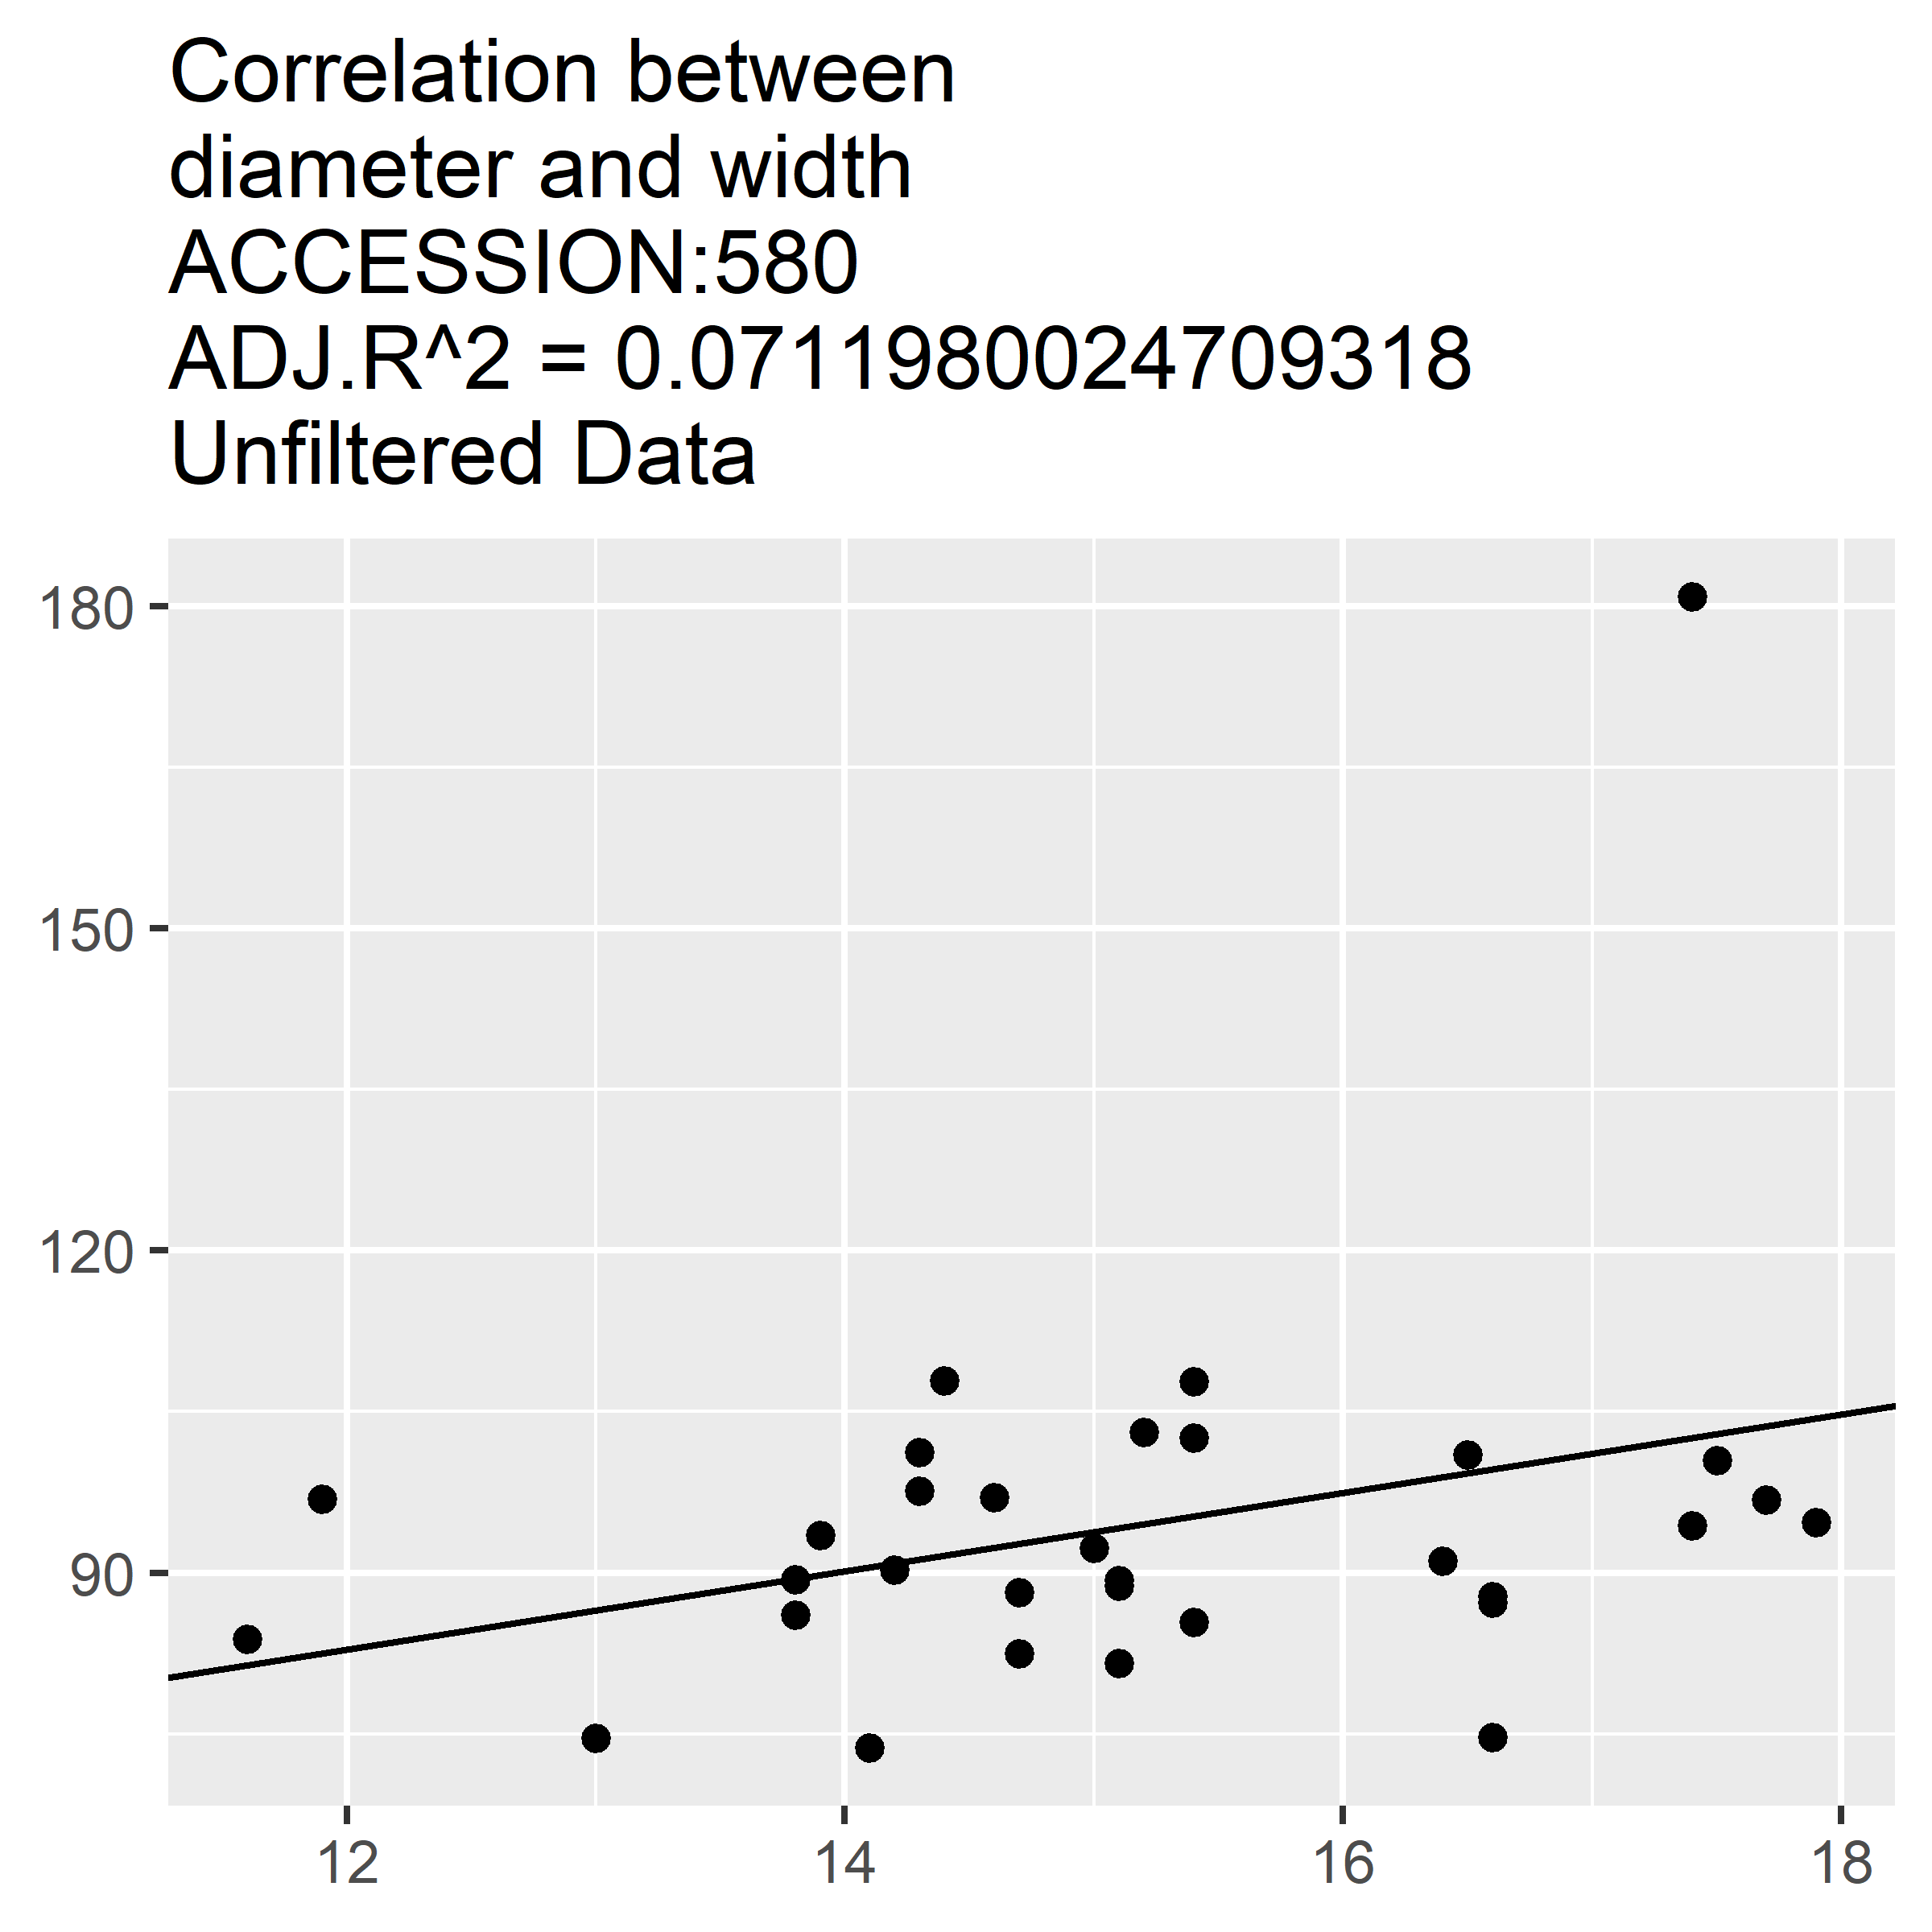 Correlation between
diameter and width
ACCESSION:580
ADJ.R^2 = 0.0711980024709318
Unfiltered Data
180
150
120
90
12 14 16 18